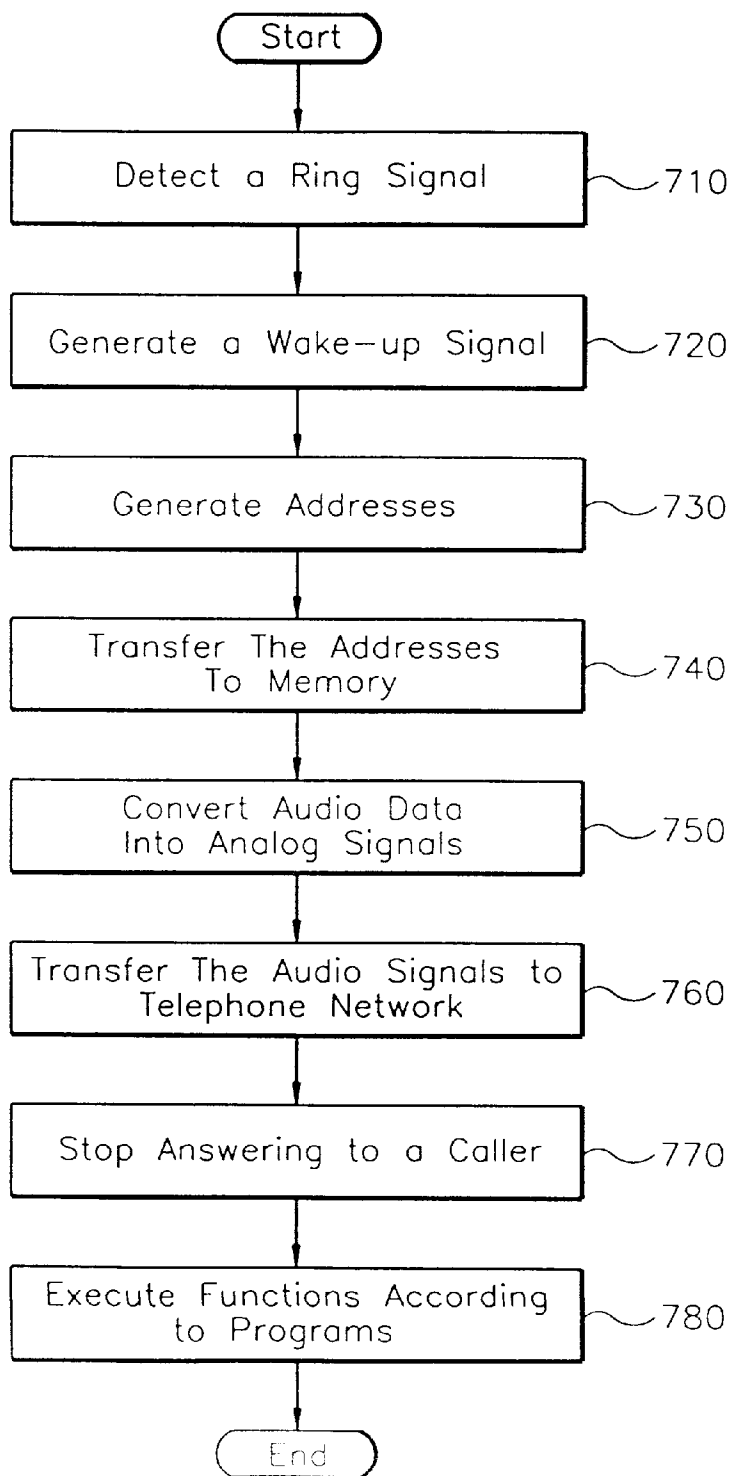 Start
Detect a Ring Signal
710
Generate a Wake-up Signal
720
Generate Addresses
730
Transfer The Addresses
To Memory
740
Convert Audio Data
Into Analog Signals
750
Transfer The Audio Signals to
Telephone Network
760
Stop Answering to a Caller
770
Execute Functions According
to Programs
780
End